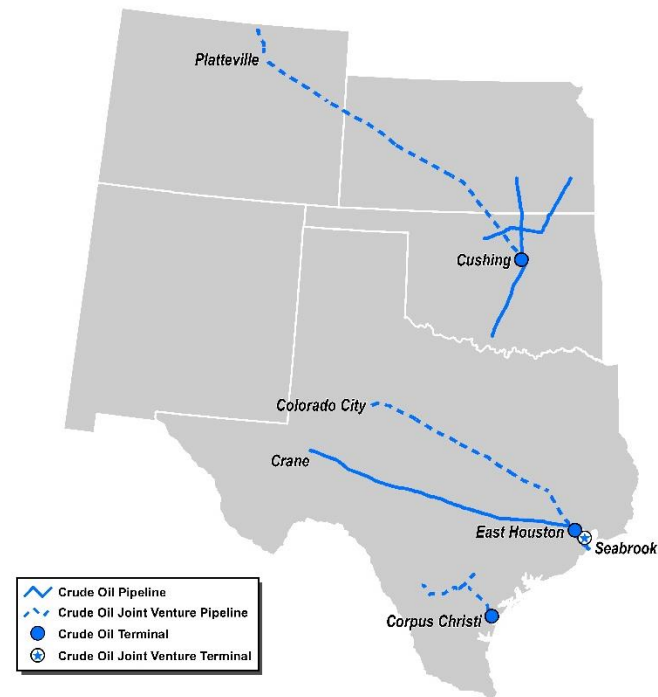 Platteville
Cushing
Colorado City
Crane
East Houston
Seabrook
Corpus Christi
Crude Oil Pipeline
Crude Oil Joint Venture Pipeline
Crude Oil Terminal
Crude Oil Joint Venture Terminal